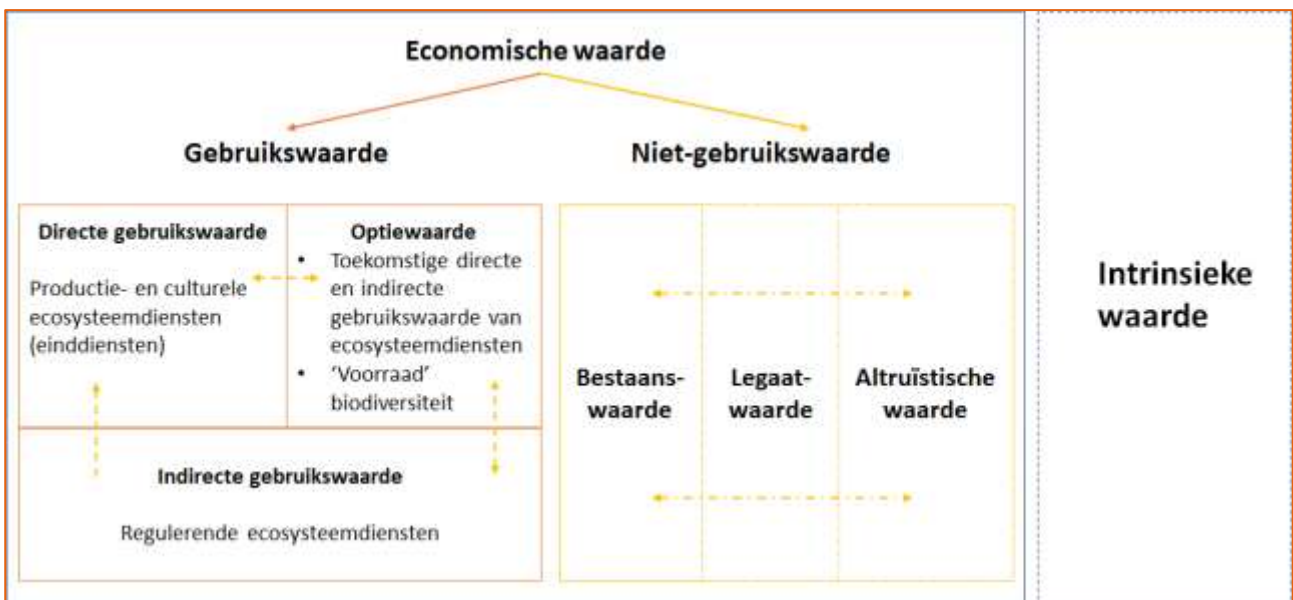 Economische waarde
Gebruikswaarde
Niet-gebruikswaarde
Directe gebruikswaarde
Productie- en culturele
ecosysteemdiensten
(einddiensten)
Optiewaarde
• Toekomstige directe
en indirecte
gebruikswaarde van
ecosysteemdiensten
• 'Voorraad'
biodiversiteit
Indirecte gebruikswaarde
Regulerende ecosysteemdiensten
Bestaans-
waarde
Legaat-
waarde
Altruïstische
waarde
Intrinsieke
waarde